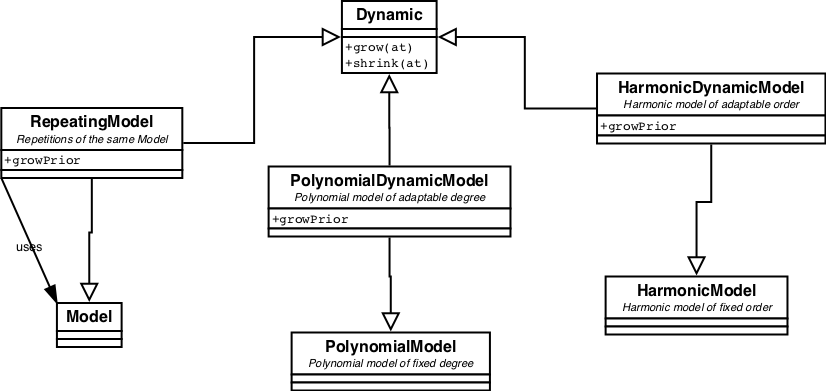 Dynamic
+grow(at)
+shrink(at)
HarmonicDynamicModel
Harmonic model of adaptable order
+growPrior
RepeatingModel
Repetitions of the same Model
+growPrior
PolynomialDynamicModel
Polynomial model of adaptable degree
+growPrior
uses
Model
HarmonicModel
Harmonic model of fixed order
PolynomialModel
Polynomial model of fixed degree